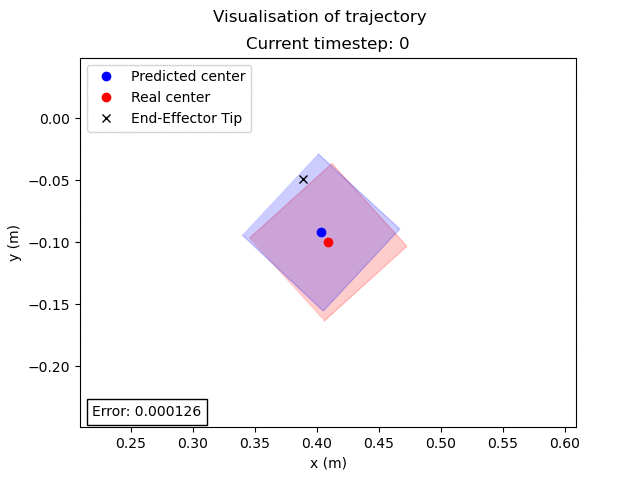 Visualisation of trajectory
Current timestep: 0
Predicted center
Real center
End-Effector Tip
0.00
−0.05
−0.10
−0.15
−0.20
y (m)
Error: 0.000126
0.25 0.30 0.35 0.40 0.45 0.50 0.55 0.60
x (m)